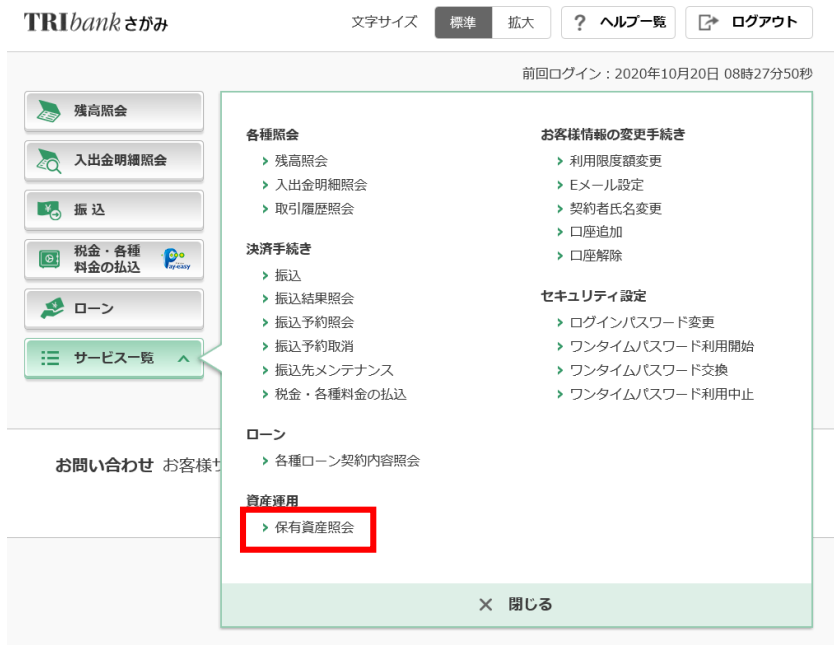 TRIbank さがみ
文字サイズ 標準 拡大 ? ヘルプ一覧 ログアウト
前回ログイン：2020年10月20日 08時27分50秒
残高照会
入出金明細照会
振込
税金・各種
料金の払込
Pay-easy
ローン
サービス一覧
各種照会
残高照会
入出金明細照会
取引履歴照会
決済手続き
振込
振込結果照会
振込予約照会
振込予約取消
振込先メンテナンス
税金・各種料金の払込
ローン
各種ローン契約内容照会
資産運用
保有資産照会
お客様情報の変更手続き
利用限度額変更
Eメール設定
契約者氏名変更
口座追加
口座解除
セキュリティ設定
ログインパスワード変更
ワンタイムパスワード利用開始
ワンタイムパスワード交換
ワンタイムパスワード利用中止
× 閉じる
お問い合わせ お客様サ